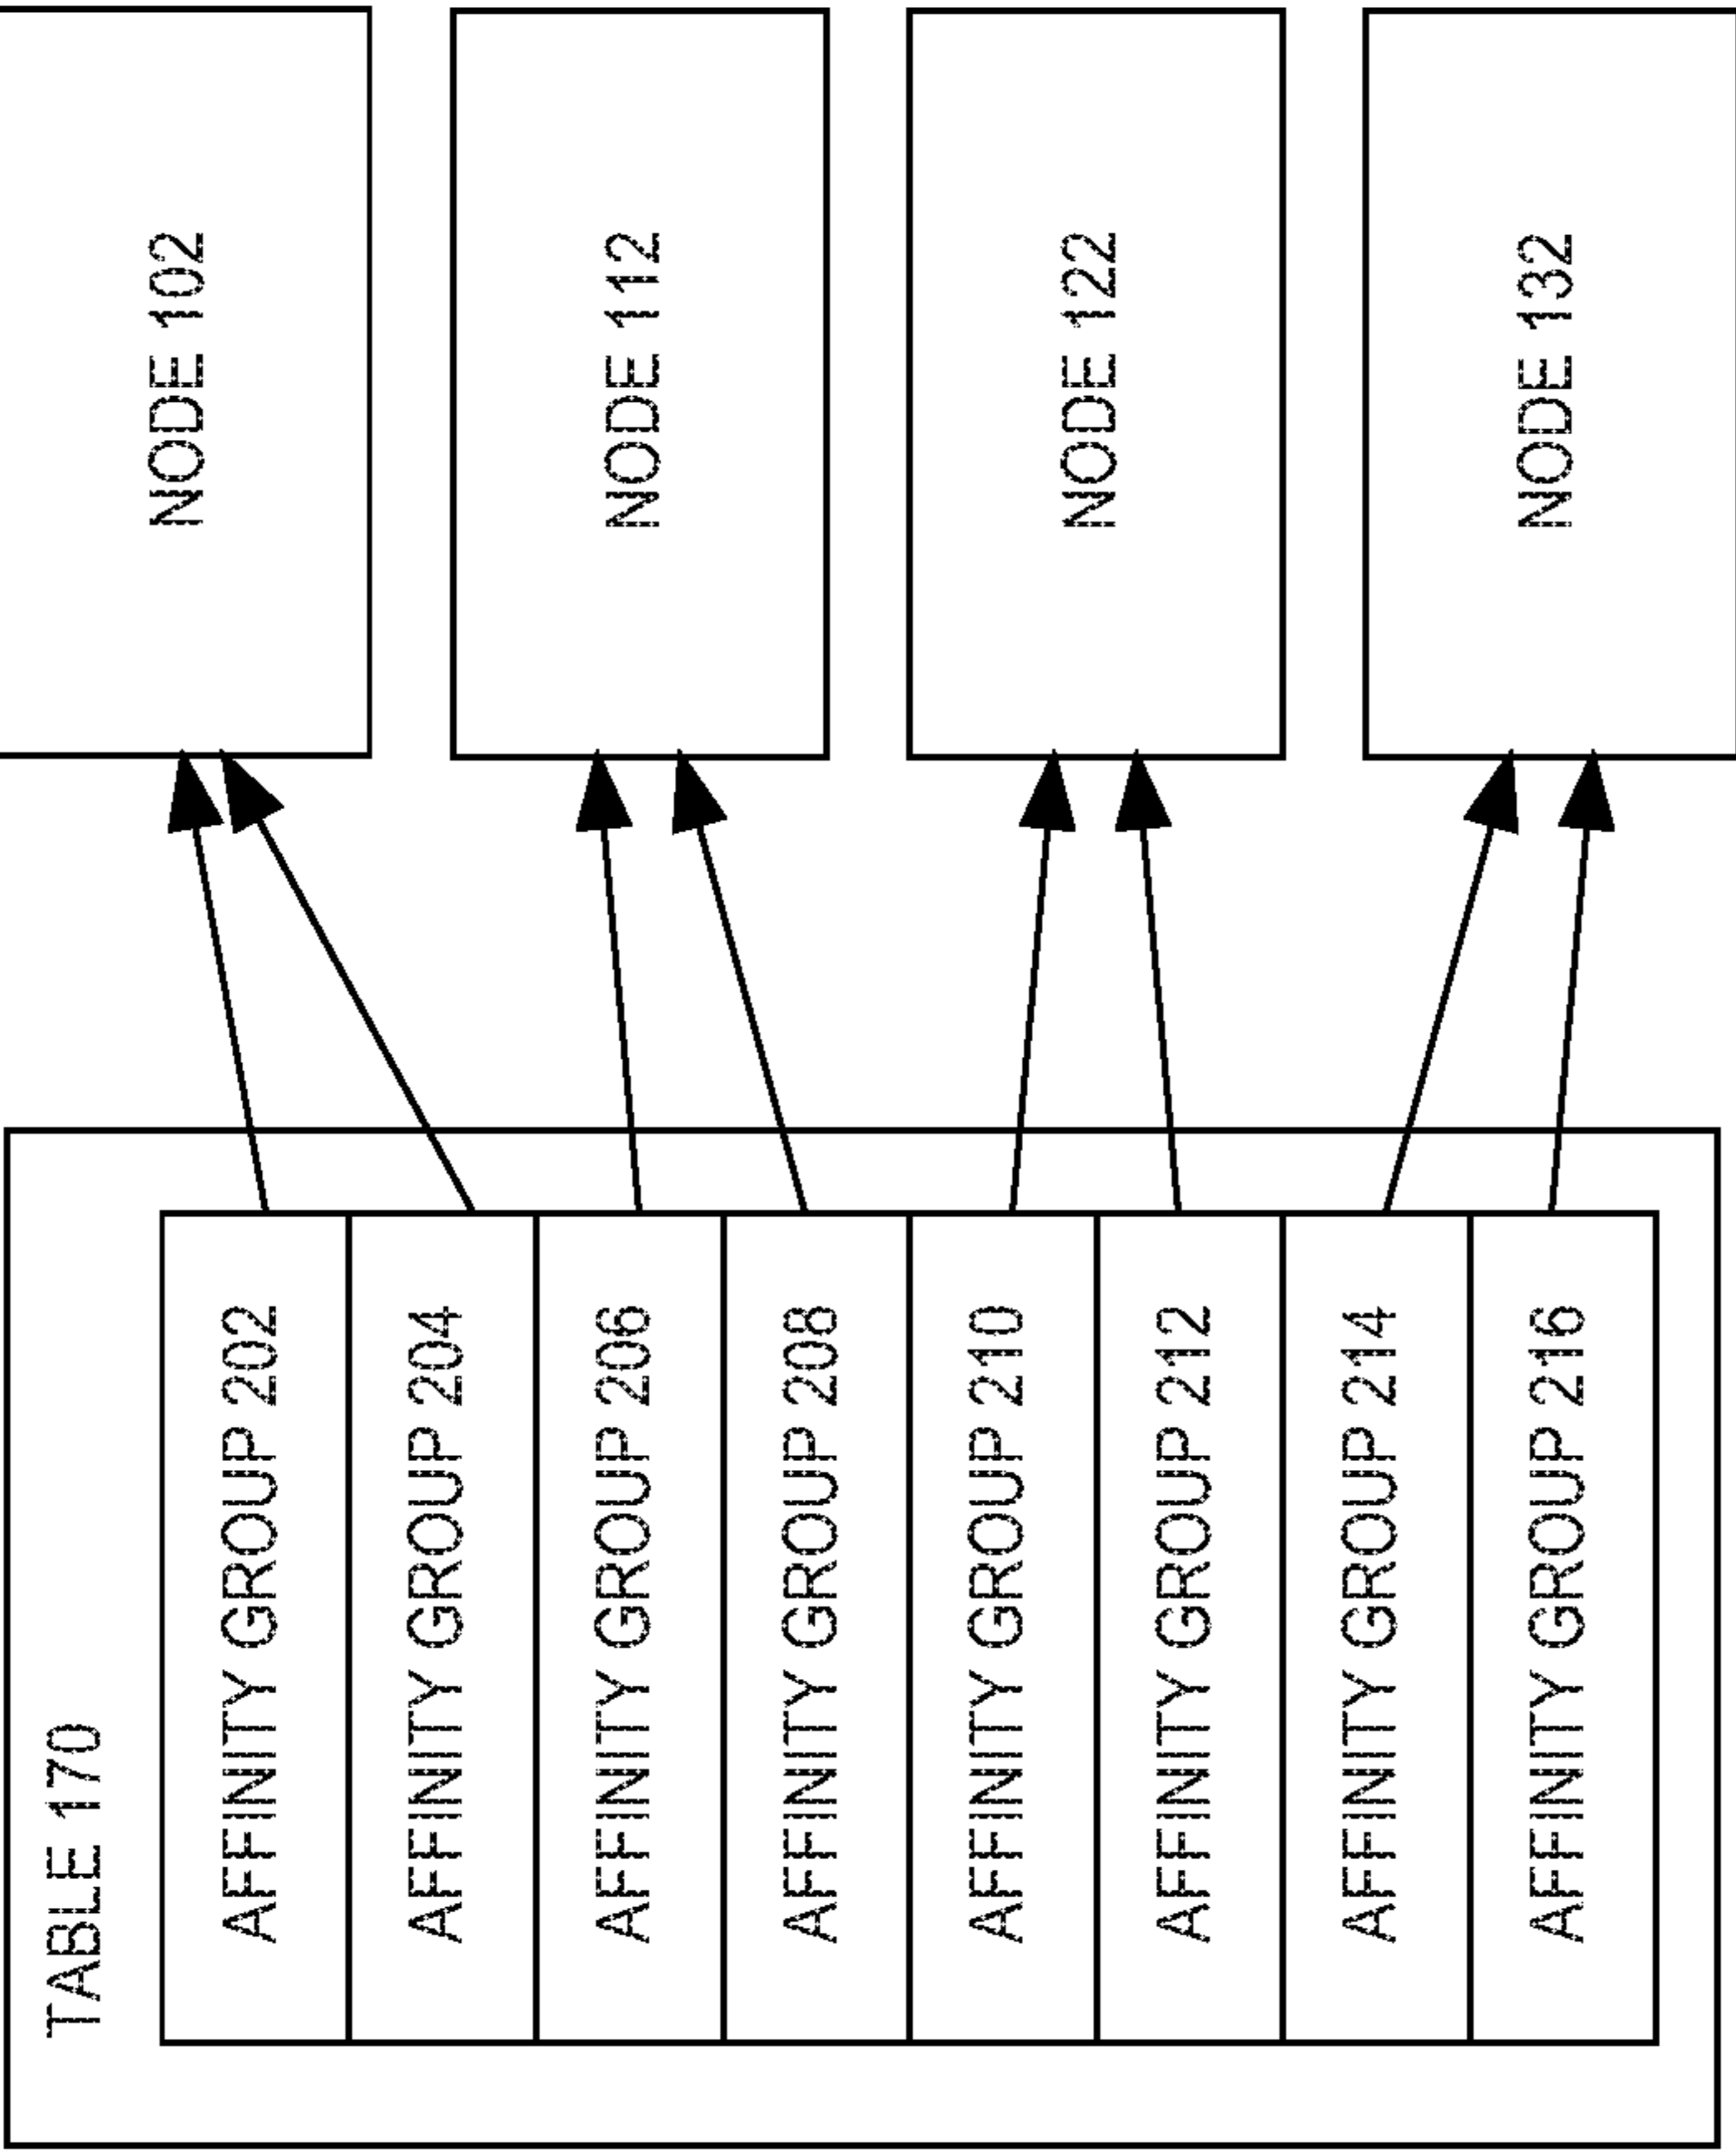 TABLE 170
AFFINITY GROUP 202
AFFINITY GROUP 204
AFFINITY GROUP 206
AFFINITY GROUP 208
AFFINITY GROUP 210
AFFINITY GROUP 212
AFFINITY GROUP 214
AFFINITY GROUP 216
NODE 102
NODE 112
NODE 122
NODE 132